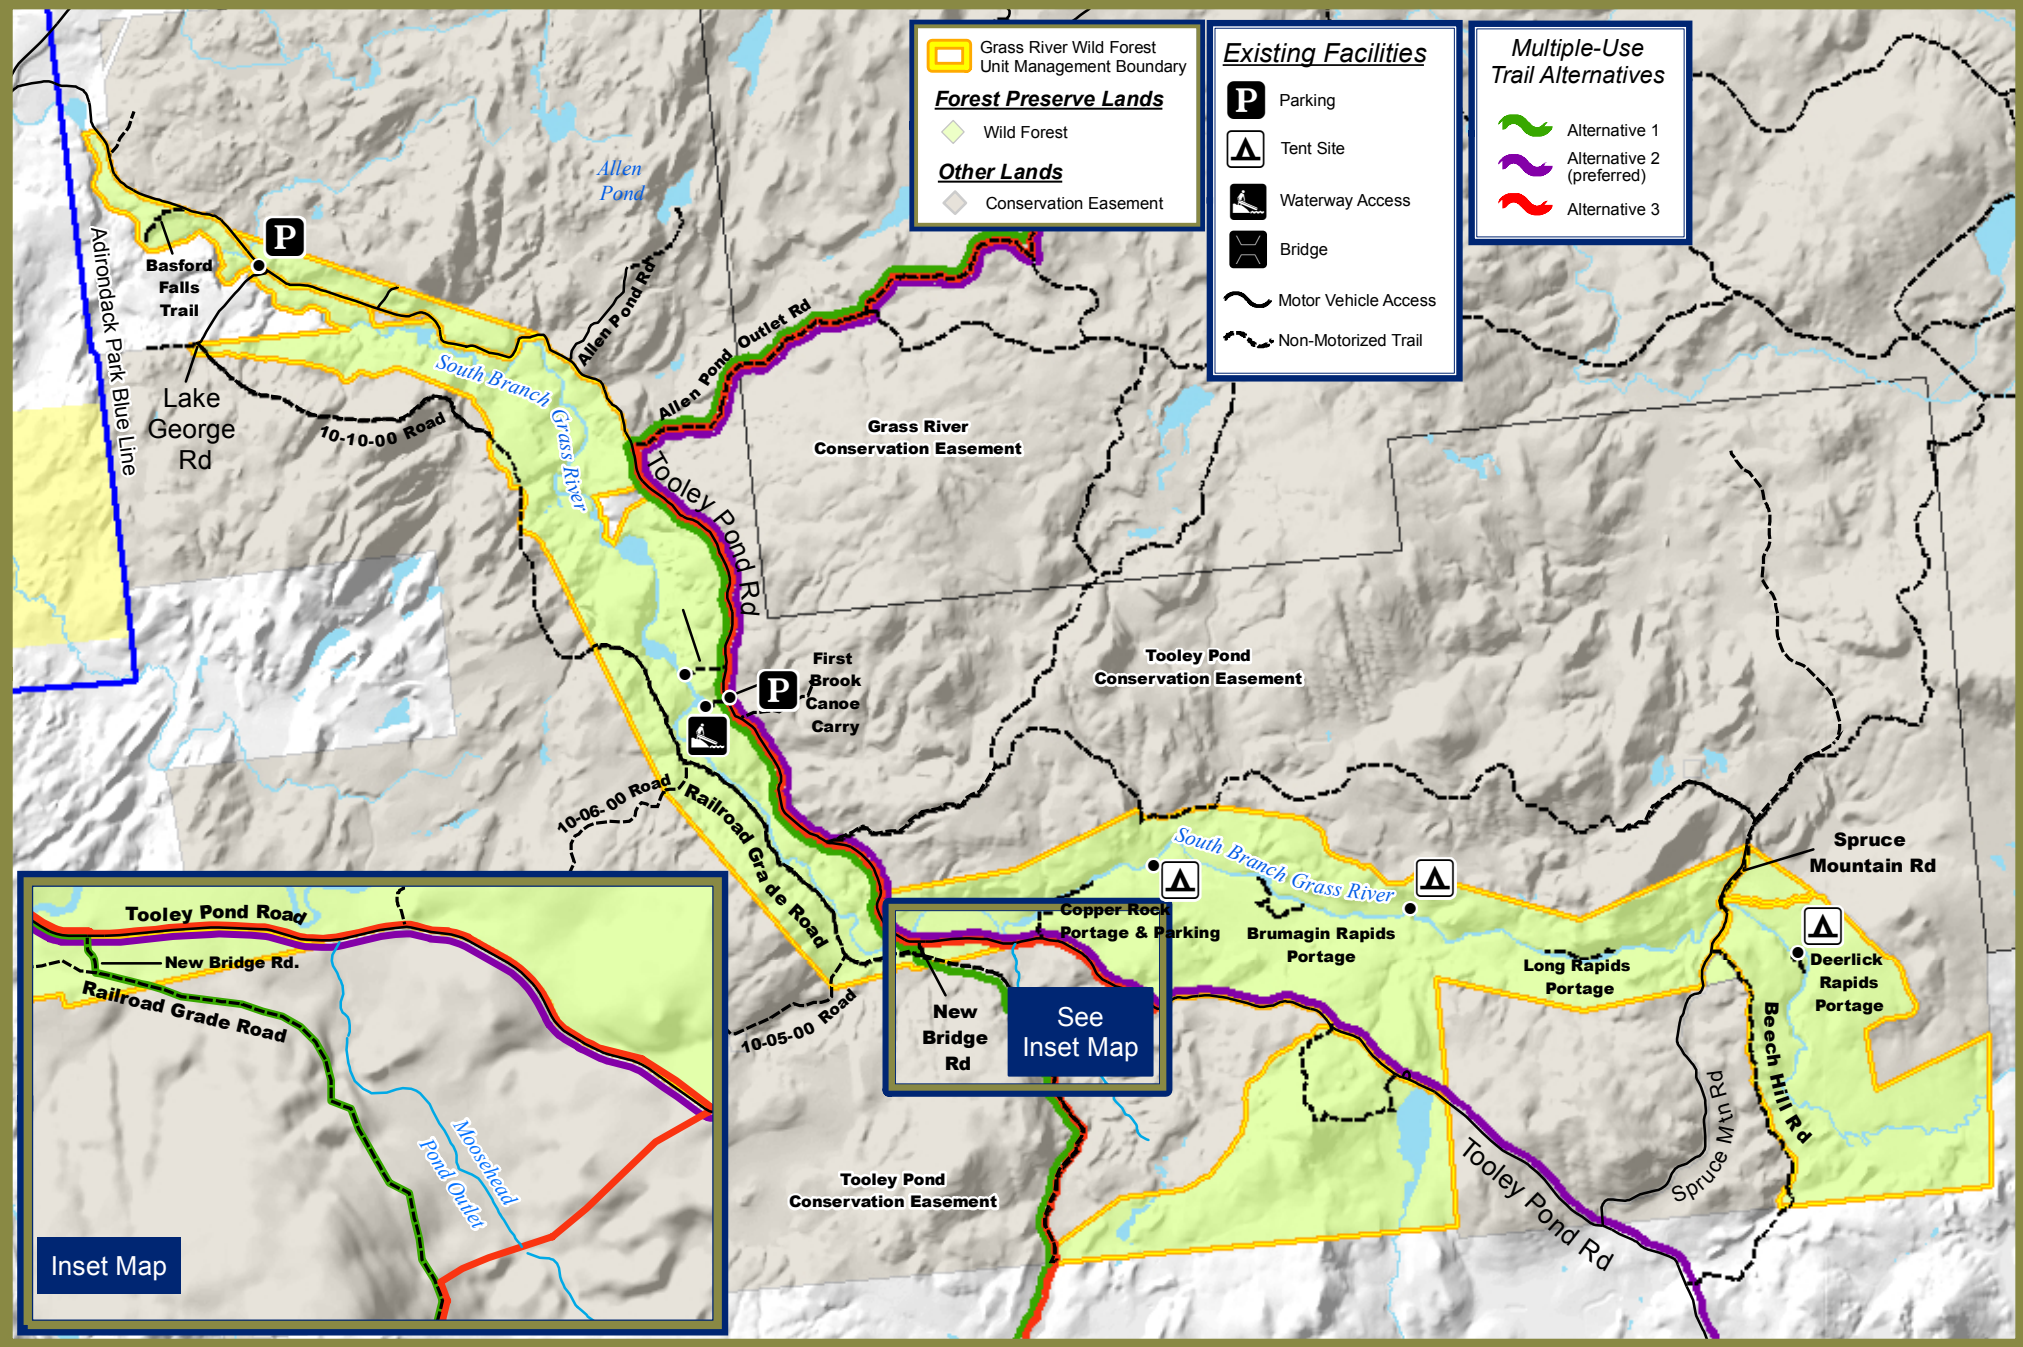 Grass River Wild Forest
Unit Management Boundary
Forest Preserve Lands
Wild Forest
Other Lands
Conservation Easement
Existing Facilities
P
Parking
Tent Site
Waterway Access
Bridge
Motor Vehicle Access
Non-Motorized Trail
Multiple-Use
Trail Alternatives
Alternative 1
Alternative 2
(preferred)
Alternative 3
Allen
Pond
Adirondack Park Blue Line
Basford
Falls
Trail
P
Lake
George
Rd
10-10-00 Road
South Branch Grass River
Allen Pond Rd
Allen Pond Outlet Rd
Grass River
Conservation Easement
Tooley Pond Rd
Tooley Pond
Conservation Easement
P
First
Brook
Canoe
Carry
10-06-00 Road
Railroad Grade Road
South Branch Grass River
Spruce
Mountain Rd
Copper Rock
Portage & Parking
Brumagin Rapids
Portage
Long Rapids
Portage
Deerlick
Rapids
Portage
New
Bridge
Rd
See
Inset Map
10-05-00 Road
Beech Hill Rd
Spruce Mtn Rd
Tooley Pond Rd
Tooley Pond
Conservation Easement
Tooley Pond Road
New Bridge Rd.
Railroad Grade Road
Moosehead
Pond Outlet
Inset Map